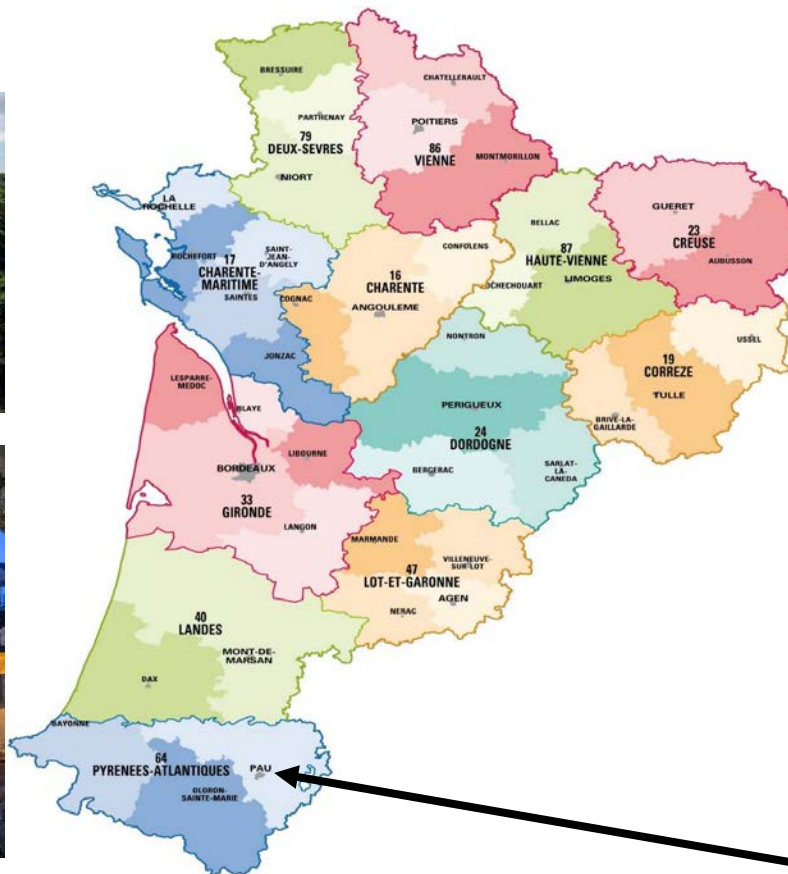 BRESSUIRE
CHATELLERAULT
PARTHENAY
79
DEUX-SEVRES
POITIERS
86
VIENNE
MONTMORILLON
NIORT
LA
ROCHELLE
ROCHEFORT
17
CHARENTE-
MARITIME
SAINT-
JEAN-
D'ANGELY
SAINTES
COGNAC
JONZAC
16
CHARENTE
CONFOLENS
ANGOULEME
BELLAC
87
HAUTE-VIENNE
LIMOGES
OCHECHOUART
GUERET
23
CREUSE
AUBUSSON
USSEL
19
CORREZE
TULLE
BRIVE-LA-
GAILLARDE
NONTRON
PERIGUEUX
24
DORDOGNE
BERGERAC
SARLAT-
LA-
CANEDA
LESPARRE-
MEDOC
BLAYE
LIBOURNE
BORDEAUX
33
GIRONDE
LANGON
MARMANDE
VILLENEUVE-
SUR-LOT
47
LOT-ET-GARONNE
AGEN
NERAC
40
LANDES
MONT-DE-
MARSAN
DAX
BAYONNE
64
PYRENEES-ATLANTIQUES
PAU
OLORON-
SAINTE-MARIE